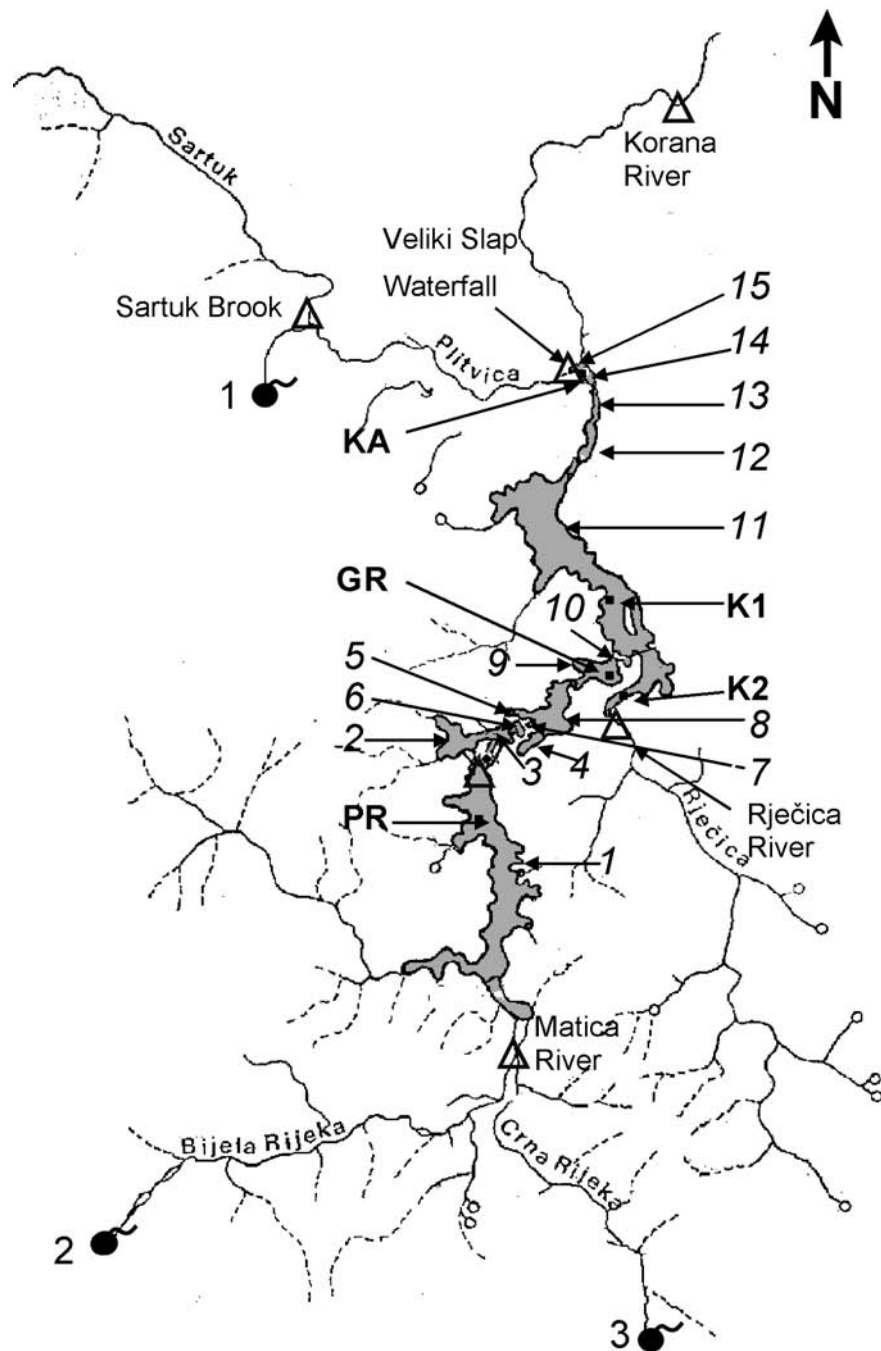 N
Korana
River
Sartuk
Veliki Slap
Waterfall
15
Sartuk Brook
14
Plitvica
1
13
KA
12
11
GR
10
K1
9
5
K2
6
8
2
3
4
7
PR
Rječica
Rječica
River
1
Matica
River
Bijela Rijeka
Crna Rijeka
2
3